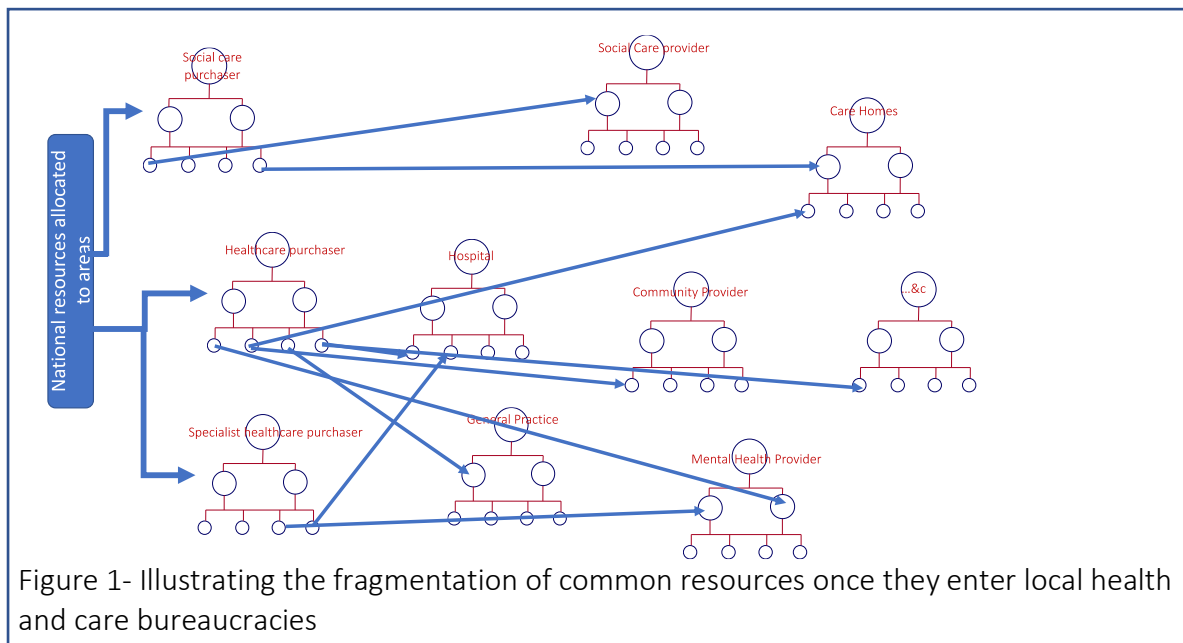 Social care
purchaser
Social Care provider
Care Homes
National resources allocated
to areas
Healthcare purchaser
Hospital
Community Provider
...&c
Specialist healthcare purchaser
General Practice
Mental Health Provider
Figure 1- Illustrating the fragmentation of common resources once they enter local health
and care bureaucracies